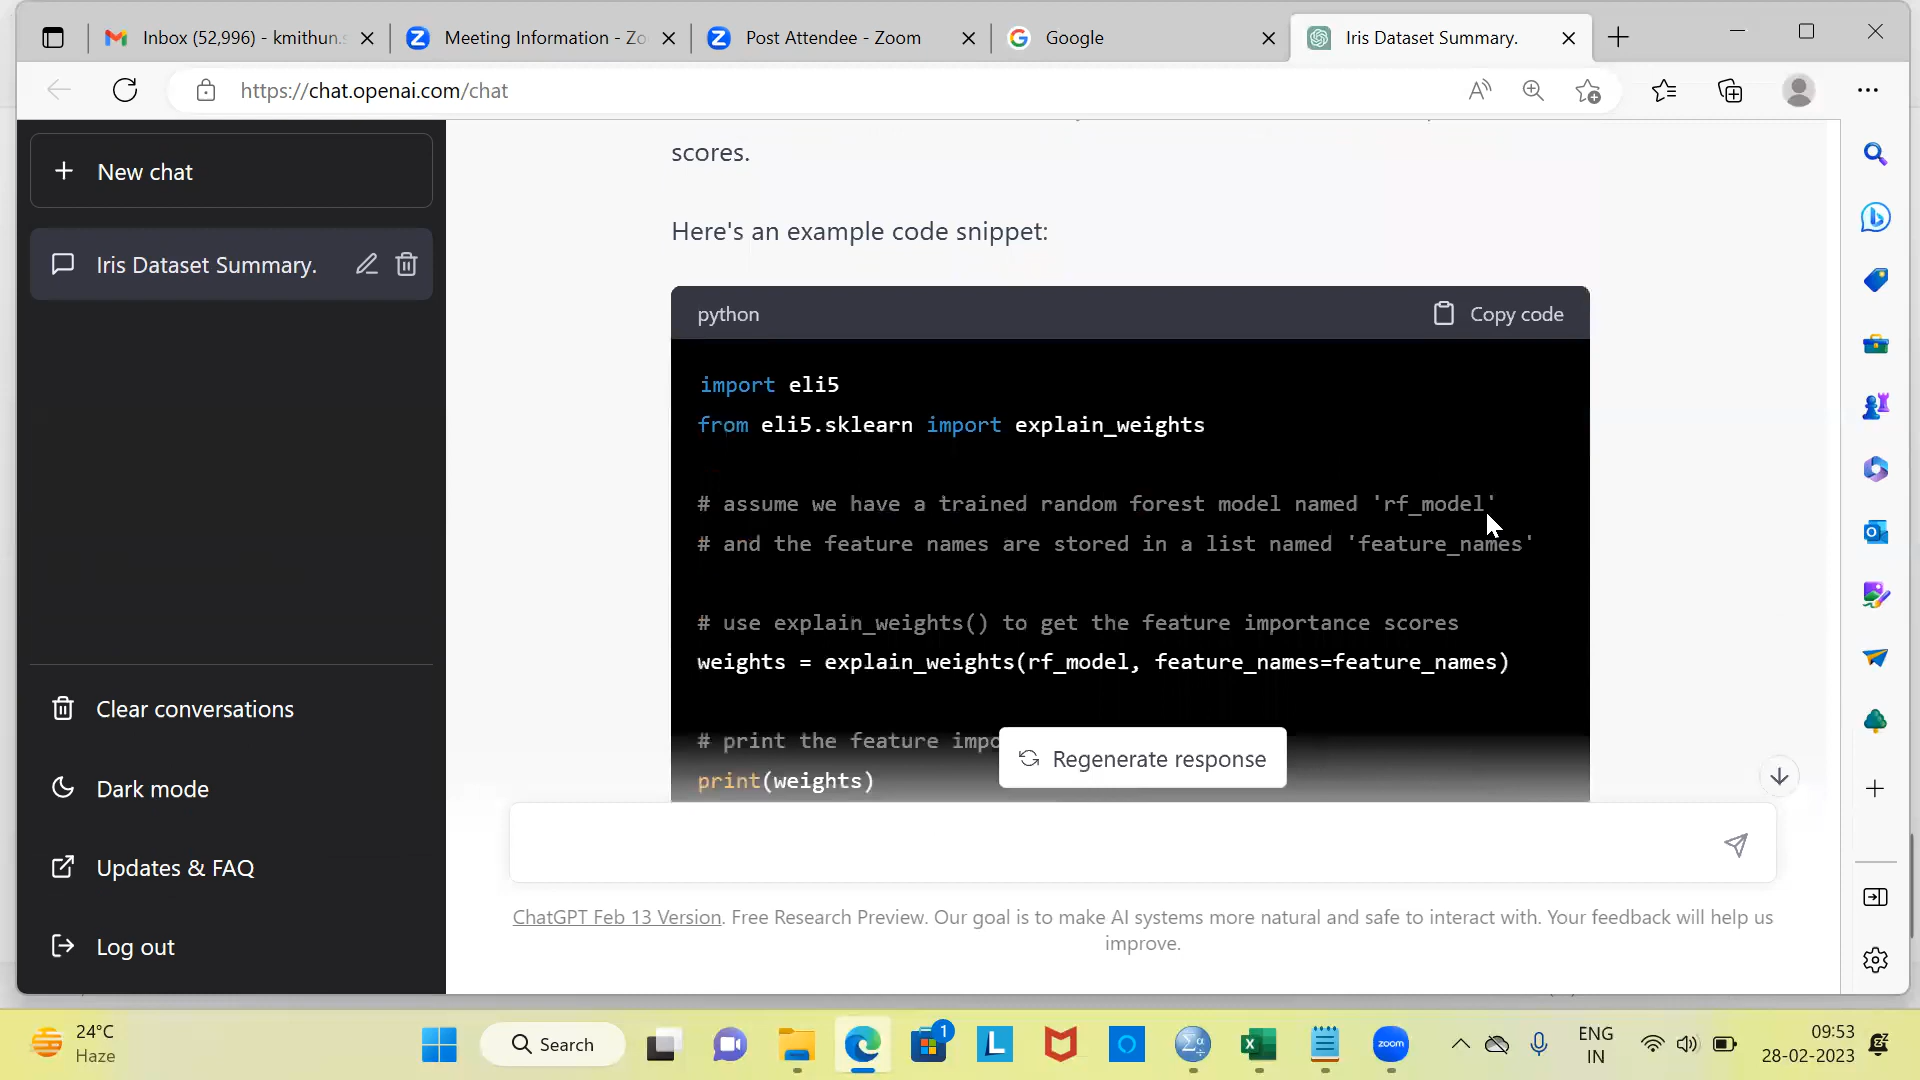 Inbox (52,996) - kmithun.s
Meeting Information - Zo
Post Attendee - Zoom
Google
Iris Dataset Summary.
https://chat.openai.com/chat
New chat
Iris Dataset Summary.
Clear conversations
Dark mode
Updates & FAQ
Log out
scores.
Here's an example code snippet:
python
Copy code
import eli5
from eli5.sklearn import explain_weights
# assume we have a trained random forest model named 'rf_model'
# and the feature names are stored in a list named 'feature_names'
# use explain_weights() to get the feature importance scores
weights = explain_weights(rf_model, feature_names=feature_names)
# print the feature impo
print(weights)
Regenerate response
ChatGPT Feb 13 Version. Free Research Preview. Our goal is to make AI systems more natural and safe to interact with. Your feedback will help us
improve.
24°C
Haze
Search
1
L
zoom
ENG
IN
09:53
28-02-2023